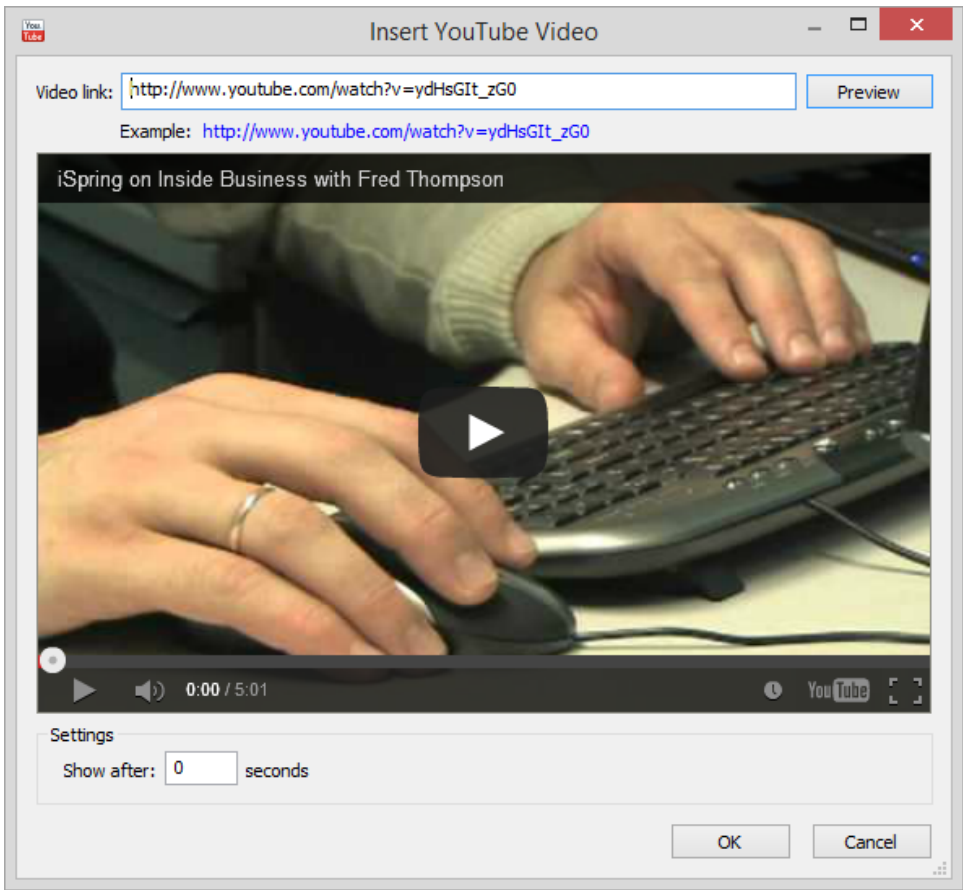 You Tube
Insert YouTube Video
Video link: http://www.youtube.com/watch?v=ydHsGIt_zG0 Preview
Example: http://www.youtube.com/watch?v=ydHsGIt_zG0
iSpring on Inside Business with Fred Thompson
0:00 / 5:01 YouTube
Settings
Show after: 0 seconds
OK Cancel